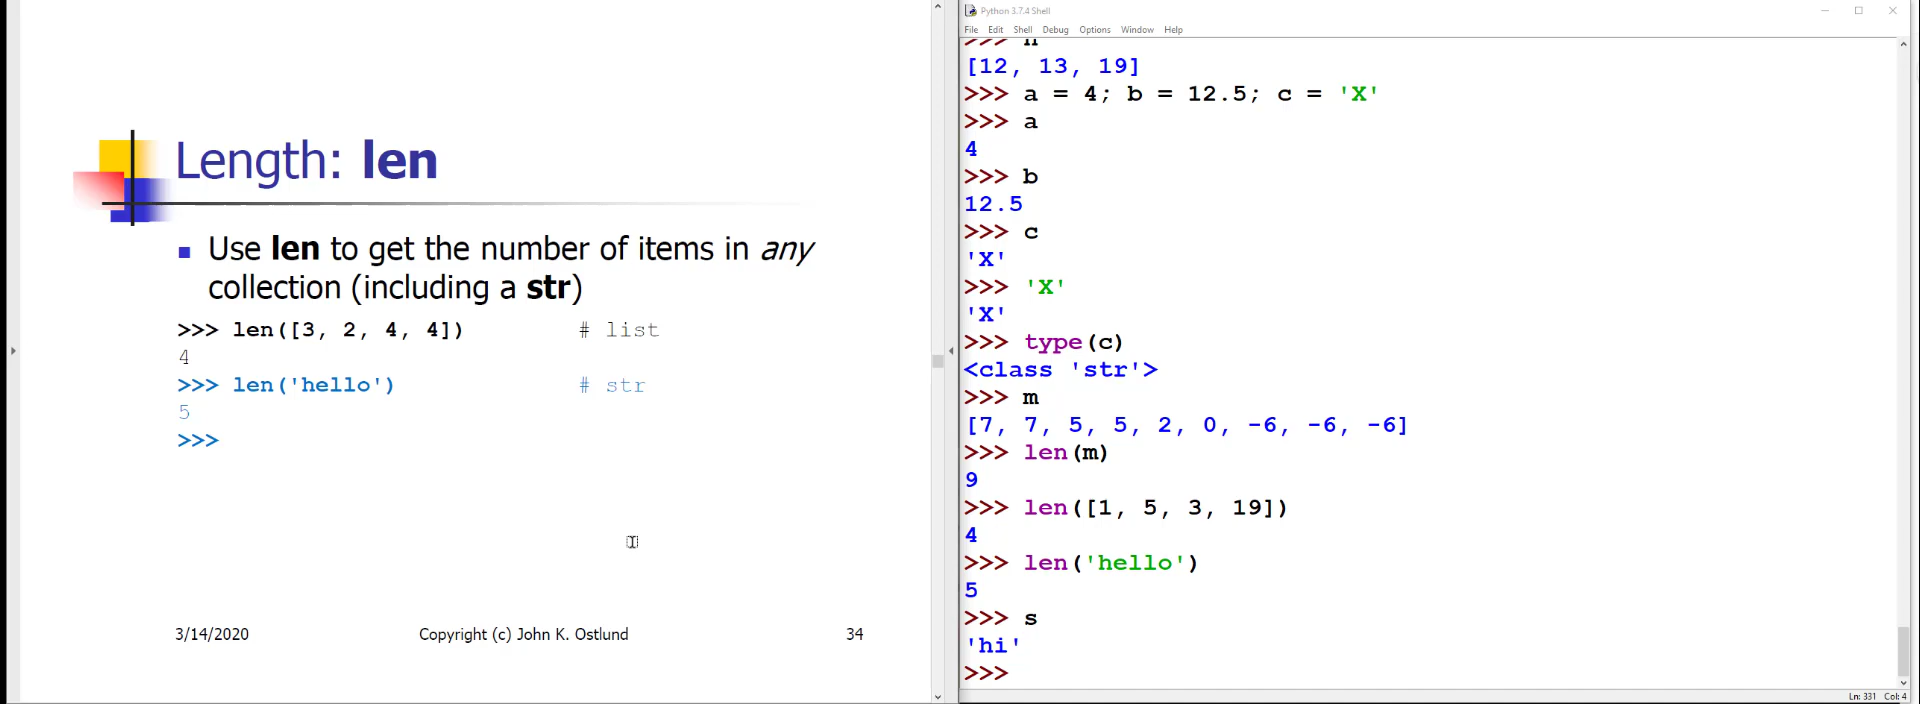 Length: len
Use len to get the number of items in any
collection (including a str)
>>> len([3, 2, 4, 4]) # list
4
>>> len('hello') # str
5
>>>
3/14/2020 Copyright (c) John K. Ostlund 34
Python 3.7.4 Shell
File Edit Shell Debug Options Window Help
>>> n
[12, 13, 19]
>>> a = 4; b = 12.5; c = 'X'
>>> a
4
>>> b
12.5
>>> c
'X'
>>> 'X'
'X'
>>> type(c)
<class 'str'>
>>> m
[7, 7, 5, 5, 2, 0, -6, -6, -6]
>>> len(m)
9
>>> len([1, 5, 3, 19])
4
>>> len('hello')
5
>>> s
'hi'
>>>
Ln: 331 Col: 4